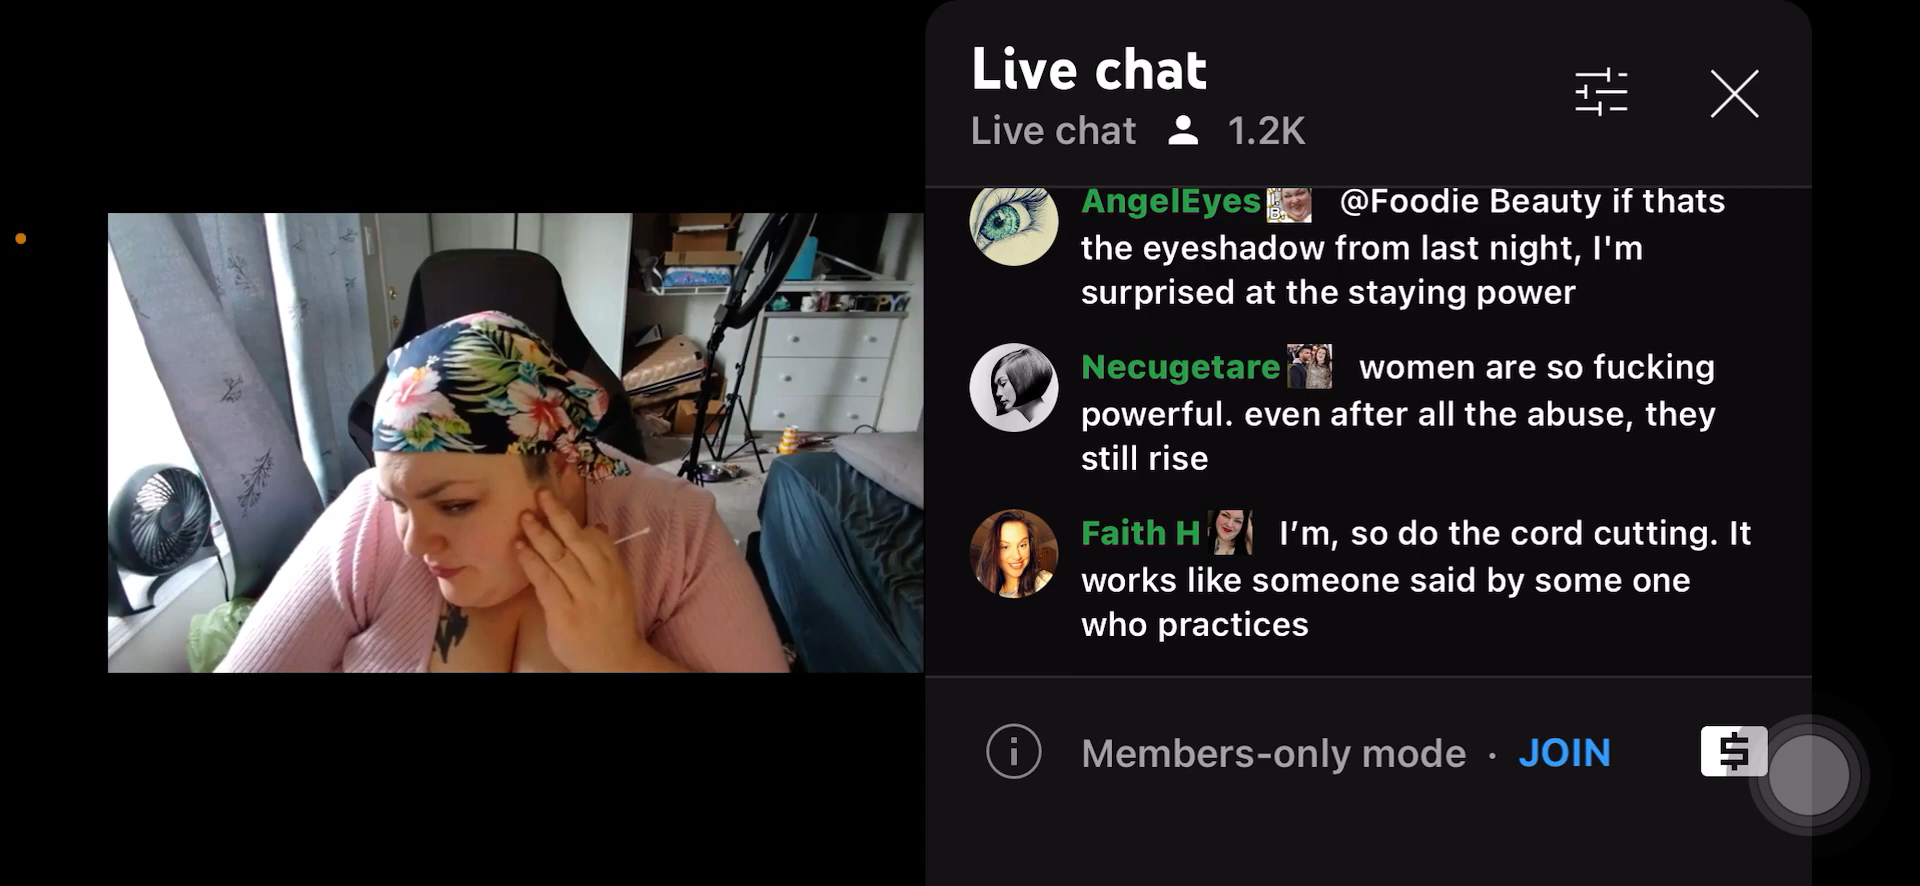 Live chat
Live chat 1.2K
AngelEyes @Foodie Beauty if thats
the eyeshadow from last night, I'm
surprised at the staying power
Necugetare women are so fucking
powerful. even after all the abuse, they
still rise
Faith H I’m, so do the cord cutting. It
works like someone said by some one
who practices
Members-only mode · JOIN